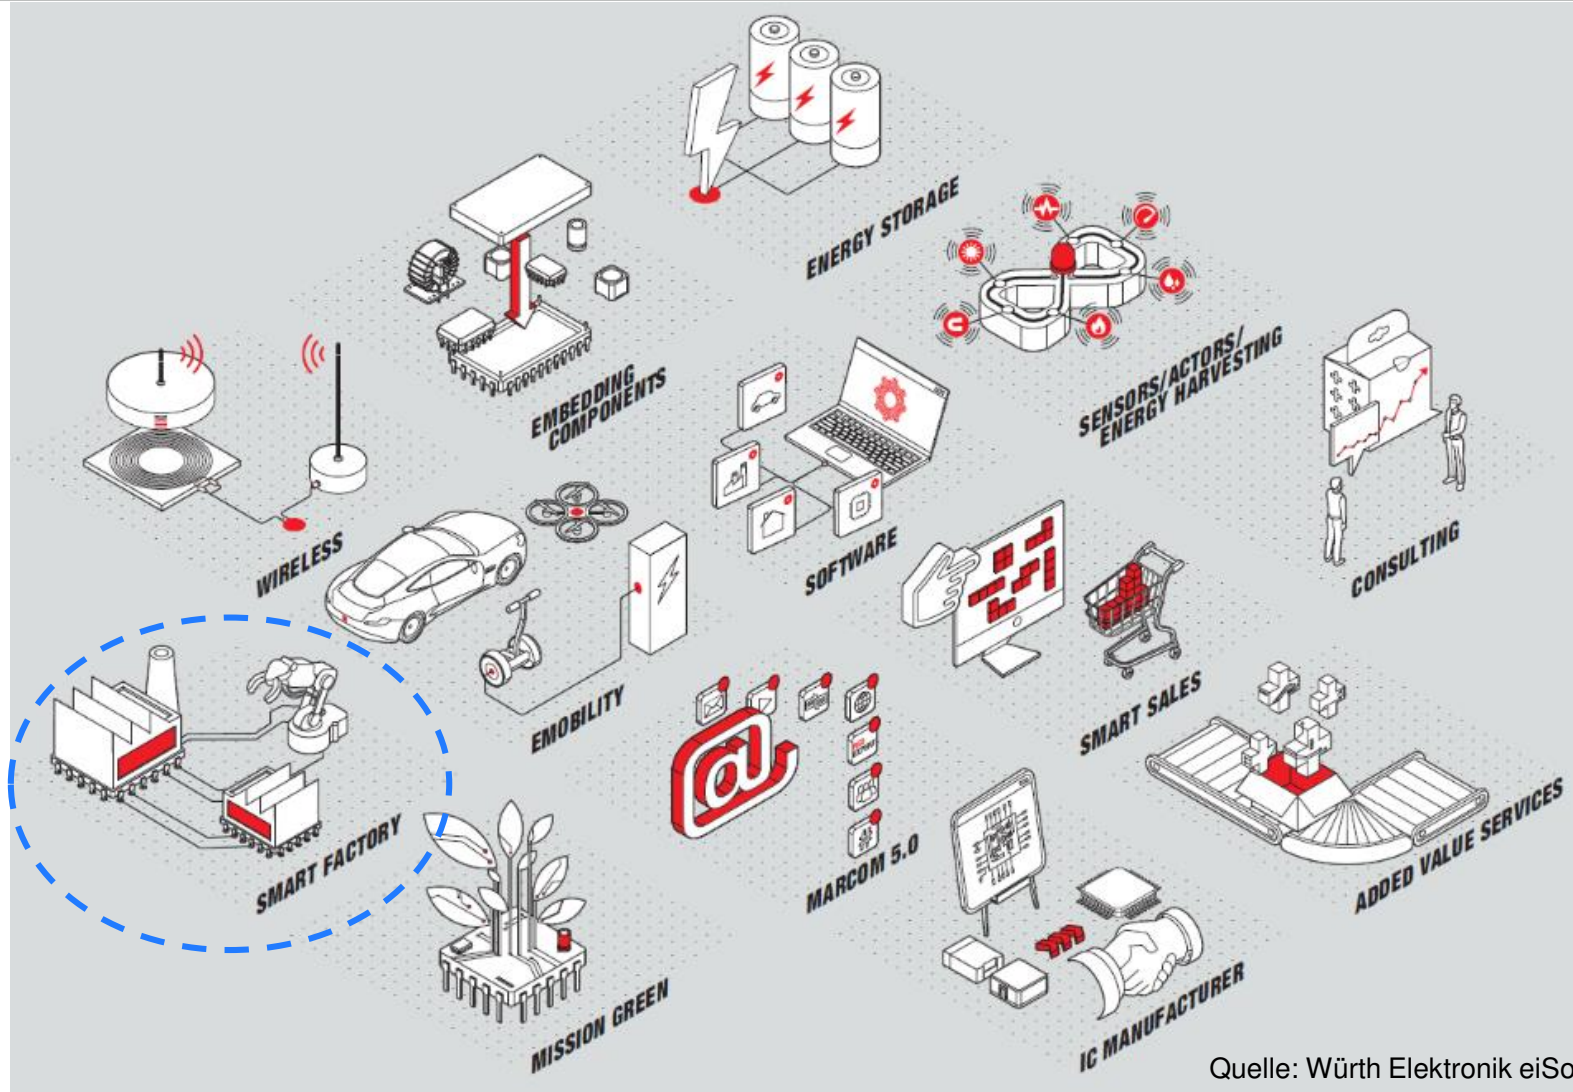 ENERGY STORAGE
SENSORS/ACTORS/
ENERGY HARVESTING
EMBEDDING
COMPONENTS
WIRELESS
SOFTWARE
CONSULTING
EMOBILITY
SMART SALES
SMART FACTORY
MARCOM 5.0
ADDED VALUE SERVICES
MISSION GREEN
IC MANUFACTURER
Quelle: Würth Elektronik eiSo